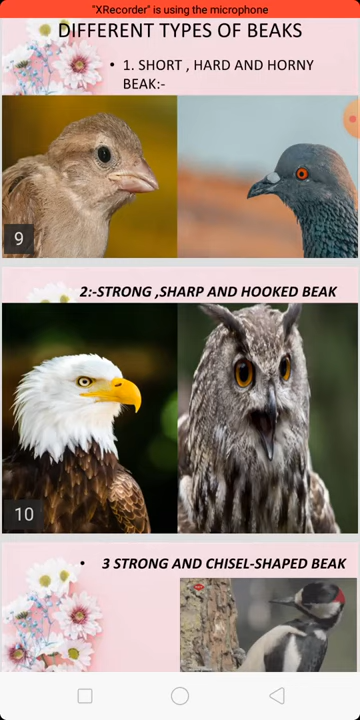 "XRecorder" is using the microphone
DIFFERENT TYPES OF BEAKS
• 1. SHORT , HARD AND HORNY
BEAK:-
9
2:-STRONG ,SHARP AND HOOKED BEAK
10
• 3 STRONG AND CHISEL-SHAPED BEAK